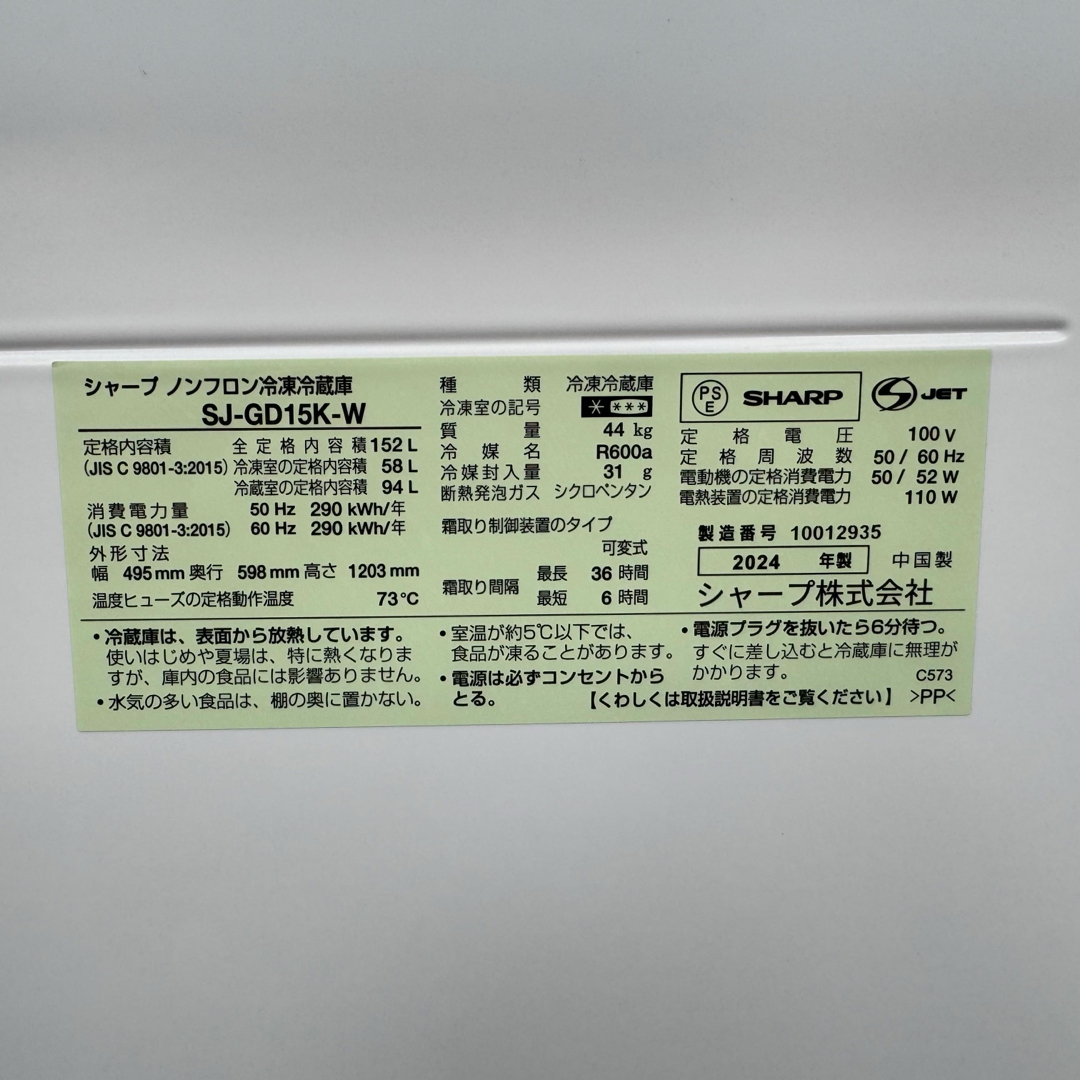 シャープ ノンフロン冷凍冷蔵庫
SJ-GD15K-W
定格内容積 全定格内容積 152 L
(JIS C 9801-3:2015) 冷凍室の定格内容積 58 L
冷蔵室の定格内容積 94 L
消費電力量 50 Hz 290 kWh/年
(JIS C 9801-3:2015) 60 Hz 290 kWh/年
外形寸法
幅 495 mm 奥行 598 mm 高さ 1203 mm
温度ヒューズの定格動作温度 73℃
種類 冷凍冷蔵庫
冷凍室の記号 * ***
質量 44 kg
冷媒名 R600a
冷媒封入量 31 g
断熱発泡ガス シクロペンタン
霜取り制御装置のタイプ
可変式
霜取り間隔 最長 36 時間
最短 6 時間
PS E SHARP S JET
定格電圧 100 V
定格周波数 50 / 60 Hz
電動機の定格消費電力 50 / 52 W
電熱装置の定格消費電力 110 W
製造番号 10012935
2024 年製 中国製
シャープ株式会社
・冷蔵庫は、表面から放熱しています。
使いはじめや夏場は、特に熱くなりま
すが、庫内の食品には影響ありません。
・水気の多い食品は、棚の奥に置かない。
・室温が約5℃以下では、
食品が凍ることがあります。
・電源は必ずコンセントから
とる。
・電源プラグを抜いたら6分待つ。
すぐに差し込むと冷蔵庫に無理が
かかります。 C573
【くわしくは取扱説明書をご覧ください】 >PP<